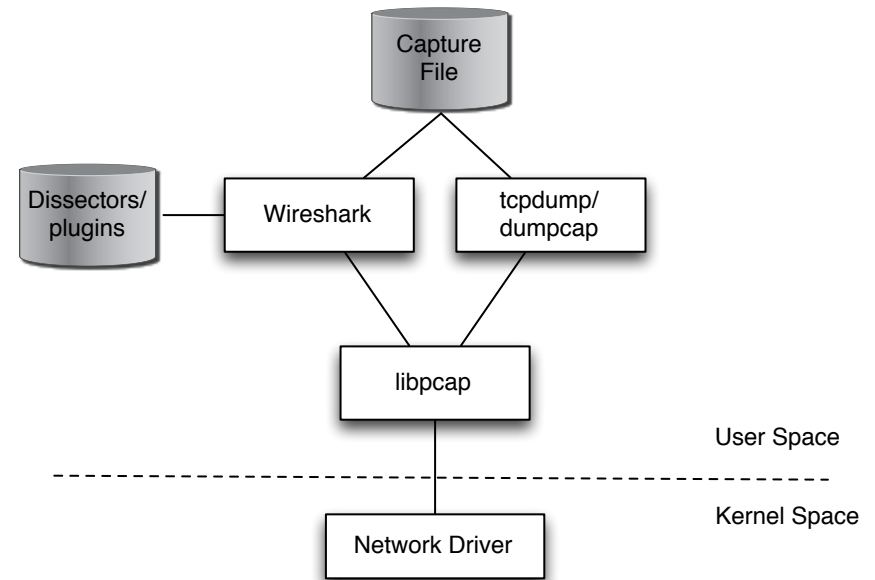 Capture
File
Dissectors/
plugins
Wireshark
tcpdump/
dumpcap
libpcap
User Space
Kernel Space
Network Driver